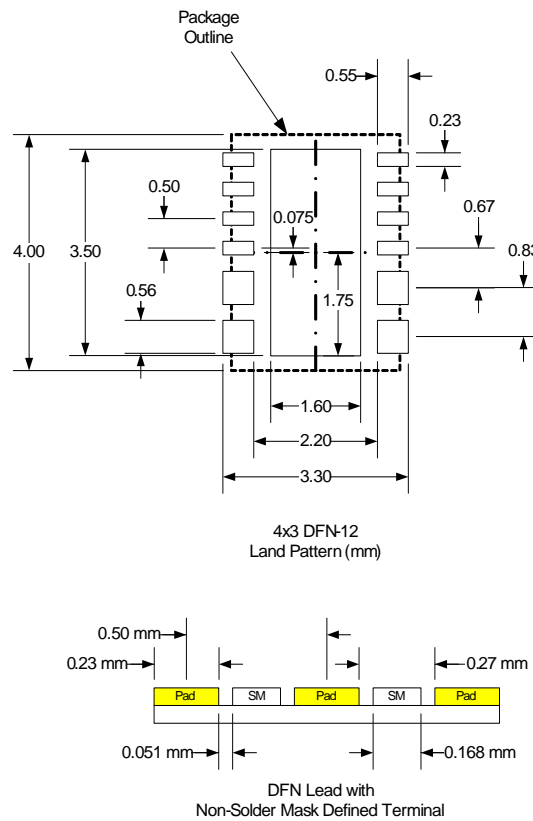 Package
Outline
0.55
0.23
0.50
0.075
0.67
4.00
3.50
0.83
0.56
1.75
1.60
2.20
3.30
4x3 DFN-12
Land Pattern (mm)
0.50 mm
0.23 mm
0.27 mm
Pad
SM
Pad
SM
Pad
0.051 mm
0.168 mm
DFN Lead with
Non-Solder Mask Defined Terminal